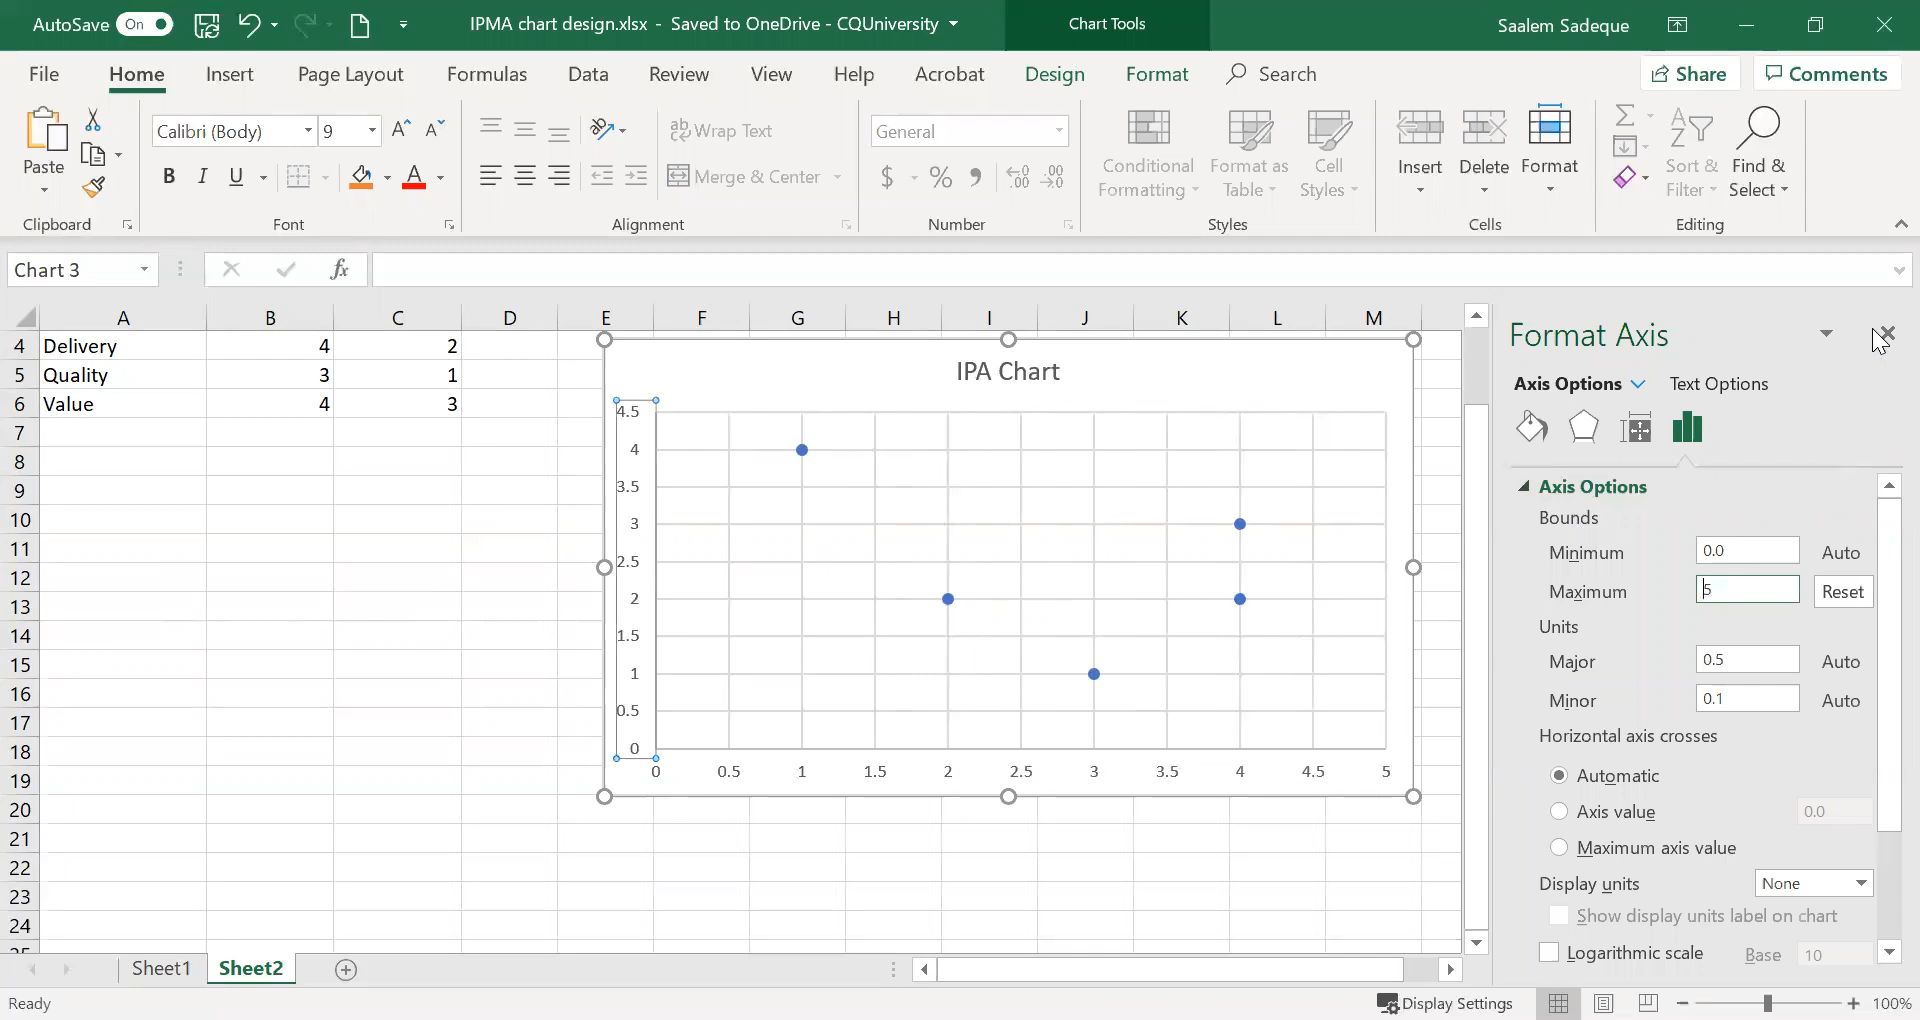 AutoSave On IPMA chart design.xlsx - Saved to OneDrive - CQUniversity Chart Tools Saalem Sadeque
File Home Insert Page Layout Formulas Data Review View Help Acrobat Design Format Search Share Comments
Paste
Calibri (Body) 9
B I U A
ab Wrap Text
Merge & Center
General
$ % 9
Conditional Formatting
Format as Table
Cell Styles
Insert Delete Format
Sort & Filter
Find & Select
Clipboard Font Alignment Number Styles Cells Editing
Chart 3 fx
A B C D E F G H I J K L M
4 Delivery 4 2
5 Quality 3 1
6 Value 4 3
7
8
9
10
11
12
13
14
15
16
17
18
19
20
21
22
23
24
25
IPA Chart
4.5
4
3.5
3
2.5
2
1.5
1
0.5
0
0 0.5 1 1.5 2 2.5 3 3.5 4 4.5 5
Format Axis
Axis Options Text Options
Axis Options
Bounds
Minimum 0.0 Auto
Maximum 5 Reset
Units
Major 0.5 Auto
Minor 0.1 Auto
Horizontal axis crosses
Automatic
Axis value 0.0
Maximum axis value
Display units None
Show display units label on chart
Logarithmic scale Base 10
Sheet1 Sheet2
Ready Display Settings 100%